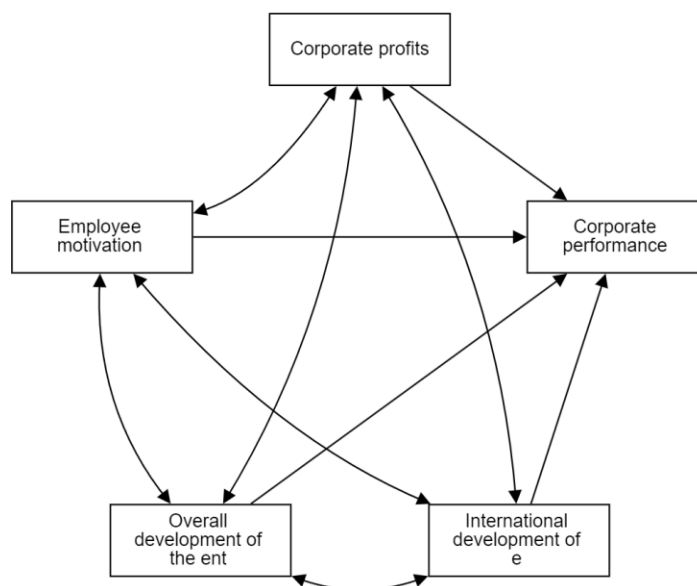 Corporate profits
Employee
motivation
Corporate
performance
Overall
development of
the ent
International
development of
e